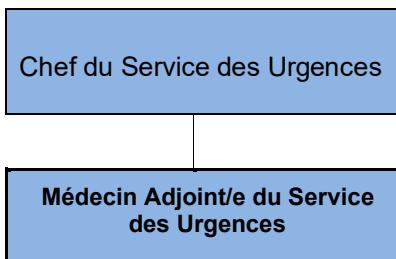 Chef du Service des Urgences
Médecin Adjoint/e du Service
des Urgences